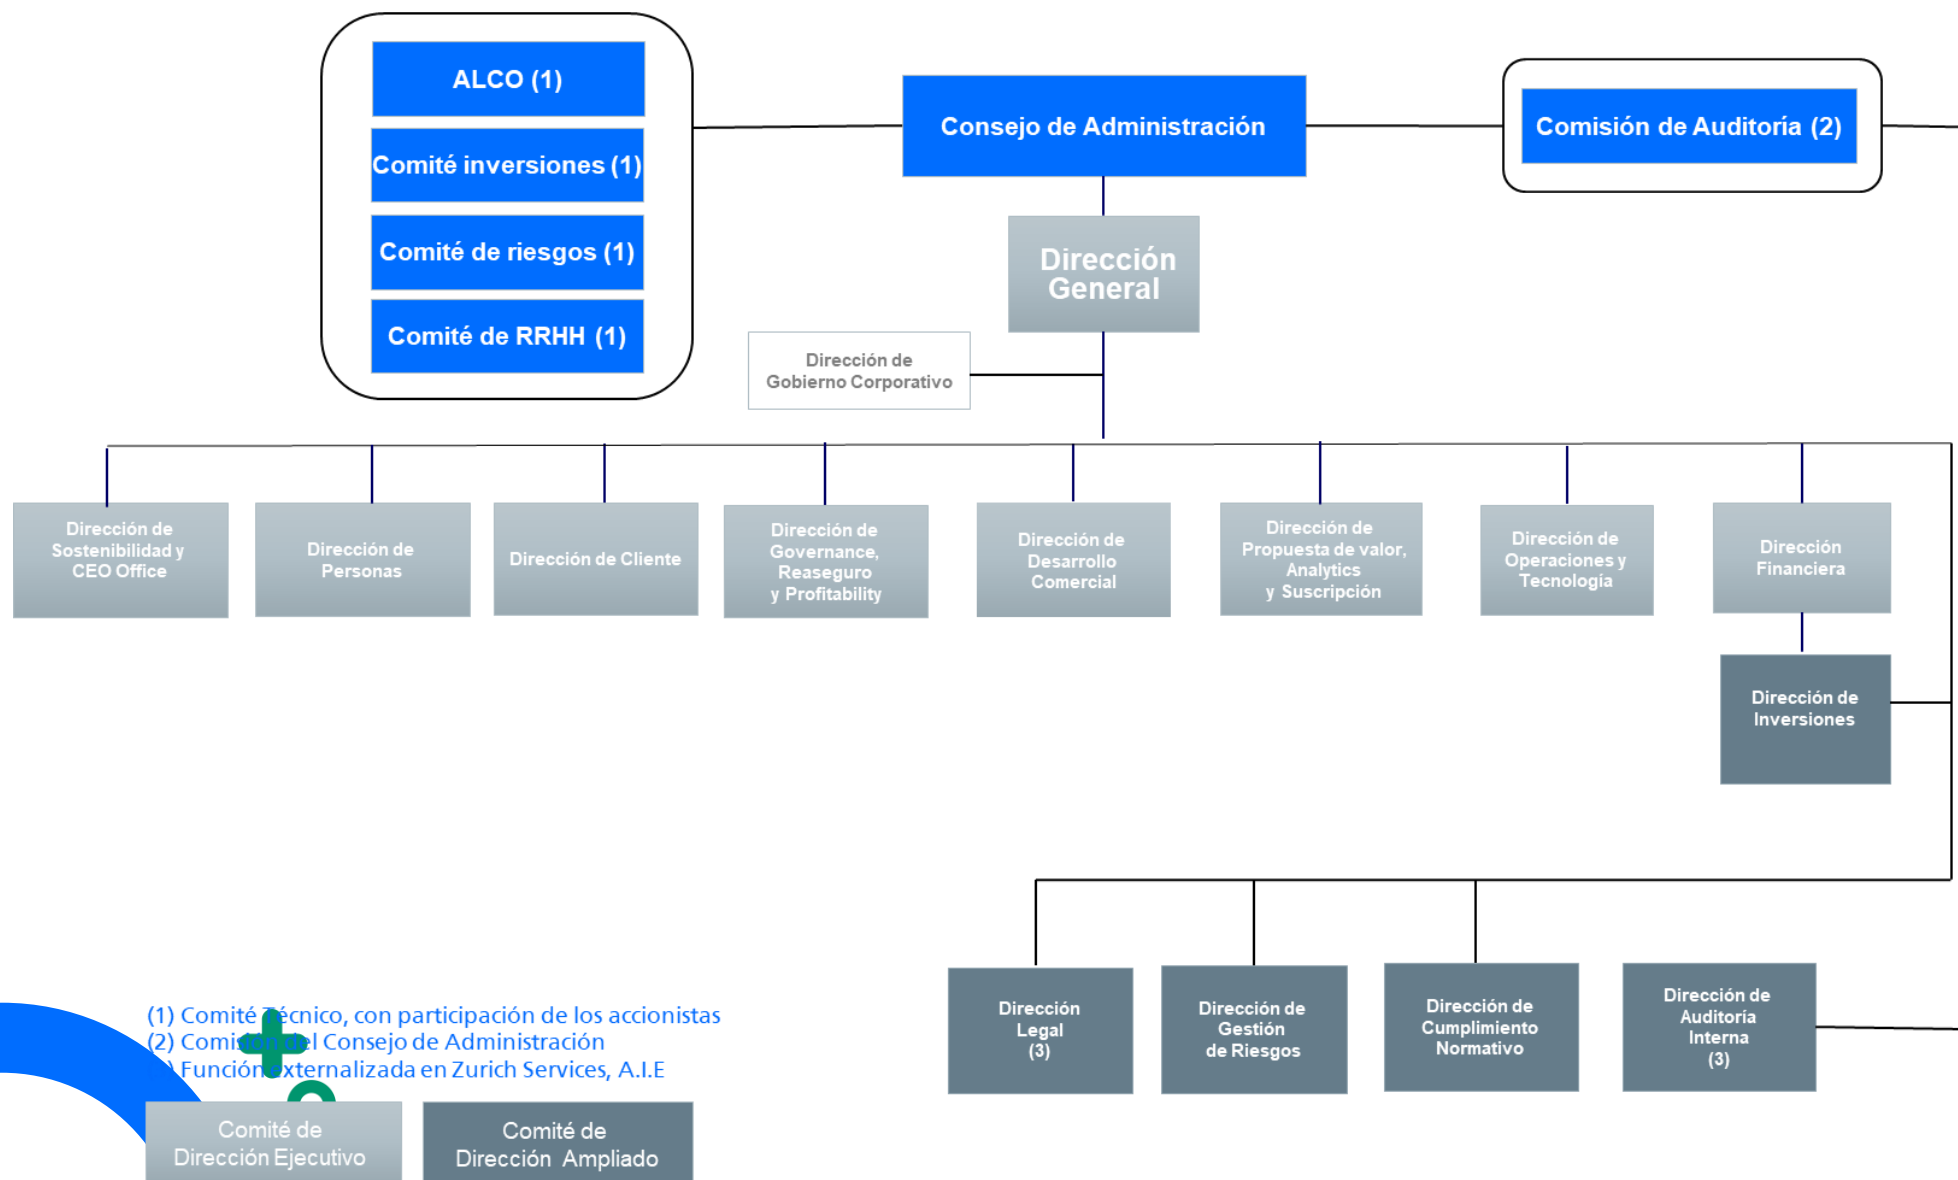 ALCO (1)
Comité inversiones (1)
Comité de riesgos (1)
Comité de RRHH (1)
Consejo de Administración
Comisión de Auditoría (2)
Dirección
General
Dirección de
Gobierno Corporativo
Dirección de
Sostenibilidad y
CEO Office
Dirección de
Personas
Dirección de Cliente
Dirección de
Governance,
Reaseguro
y Profitability
Dirección de
Desarrollo
Comercial
Dirección de
Propuesta de valor,
Analytics
y Suscripción
Dirección de
Operaciones y
Tecnología
Dirección
Financiera
Dirección de
Inversiones
Dirección
Legal
(3)
Dirección de
Gestión
de Riesgos
Dirección de
Cumplimiento
Normativo
Dirección de
Auditoría
Interna
(3)
(1) Comité Técnico, con participación de los accionistas
(2) Comisión del Consejo de Administración
Función externalizada en Zurich Services, A.I.E
Comité de
Dirección Ejecutivo
Comité de
Dirección Ampliado